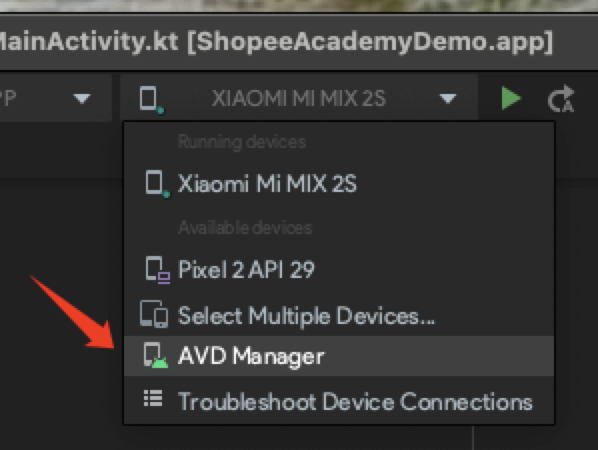 MainActivity.kt [ShopeeAcademyDemo.app]
PP
XIAOMI MI MIX 2S
Running devices
Xiaomi Mi MIX 2S
Available devices
Pixel 2 API 29
Select Multiple Devices...
AVD Manager
Troubleshoot Device Connections